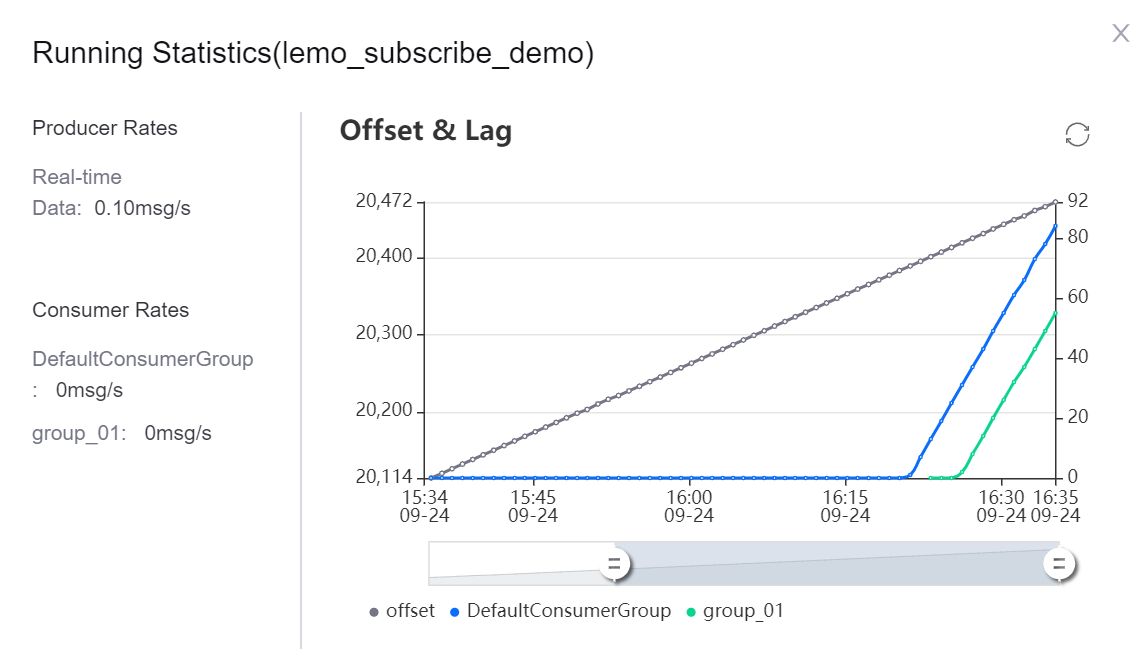 Running Statistics(lemo_subscribe_demo)
X
Producer Rates
Real-time
Data: 0.10msg/s
Consumer Rates
DefaultConsumerGroup
: 0msg/s
group_01: 0msg/s
Offset & Lag
20,472
20,400
20,300
20,200
20,114
92
80
60
40
20
0
15:34 15:45 16:00 16:15 16:30 16:35
09-24 09-24 09-24 09-24 09-24 09-24
offset DefaultConsumerGroup group_01